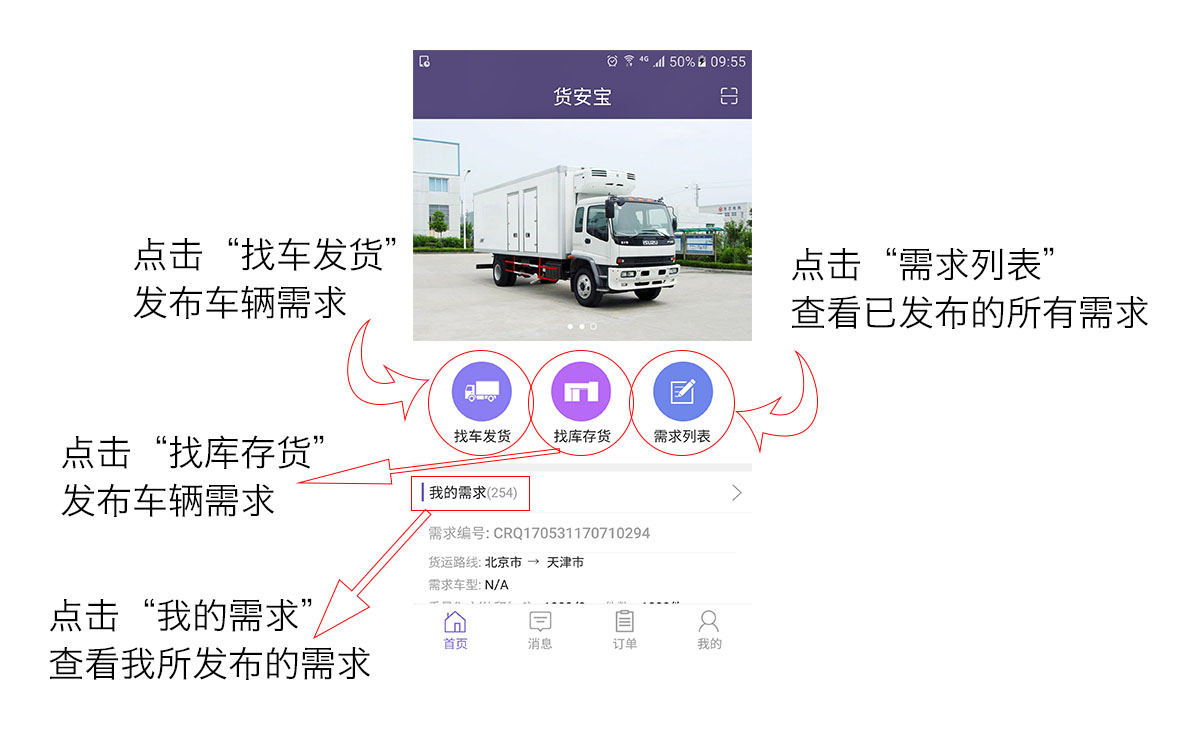 4G 50% 09:55
货安宝
ISUZU
点击“找车发货”
发布车辆需求
点击“需求列表”
查看已发布的所有需求
找车发货
找库存货
需求列表
点击“找库存货”
发布车辆需求
我的需求(254)
需求编号: CRQ170531170710294
货运路线: 北京市 → 天津市
需求车型: N/A
点击“我的需求”
查看我所发布的需求
首页
消息
订单
我的